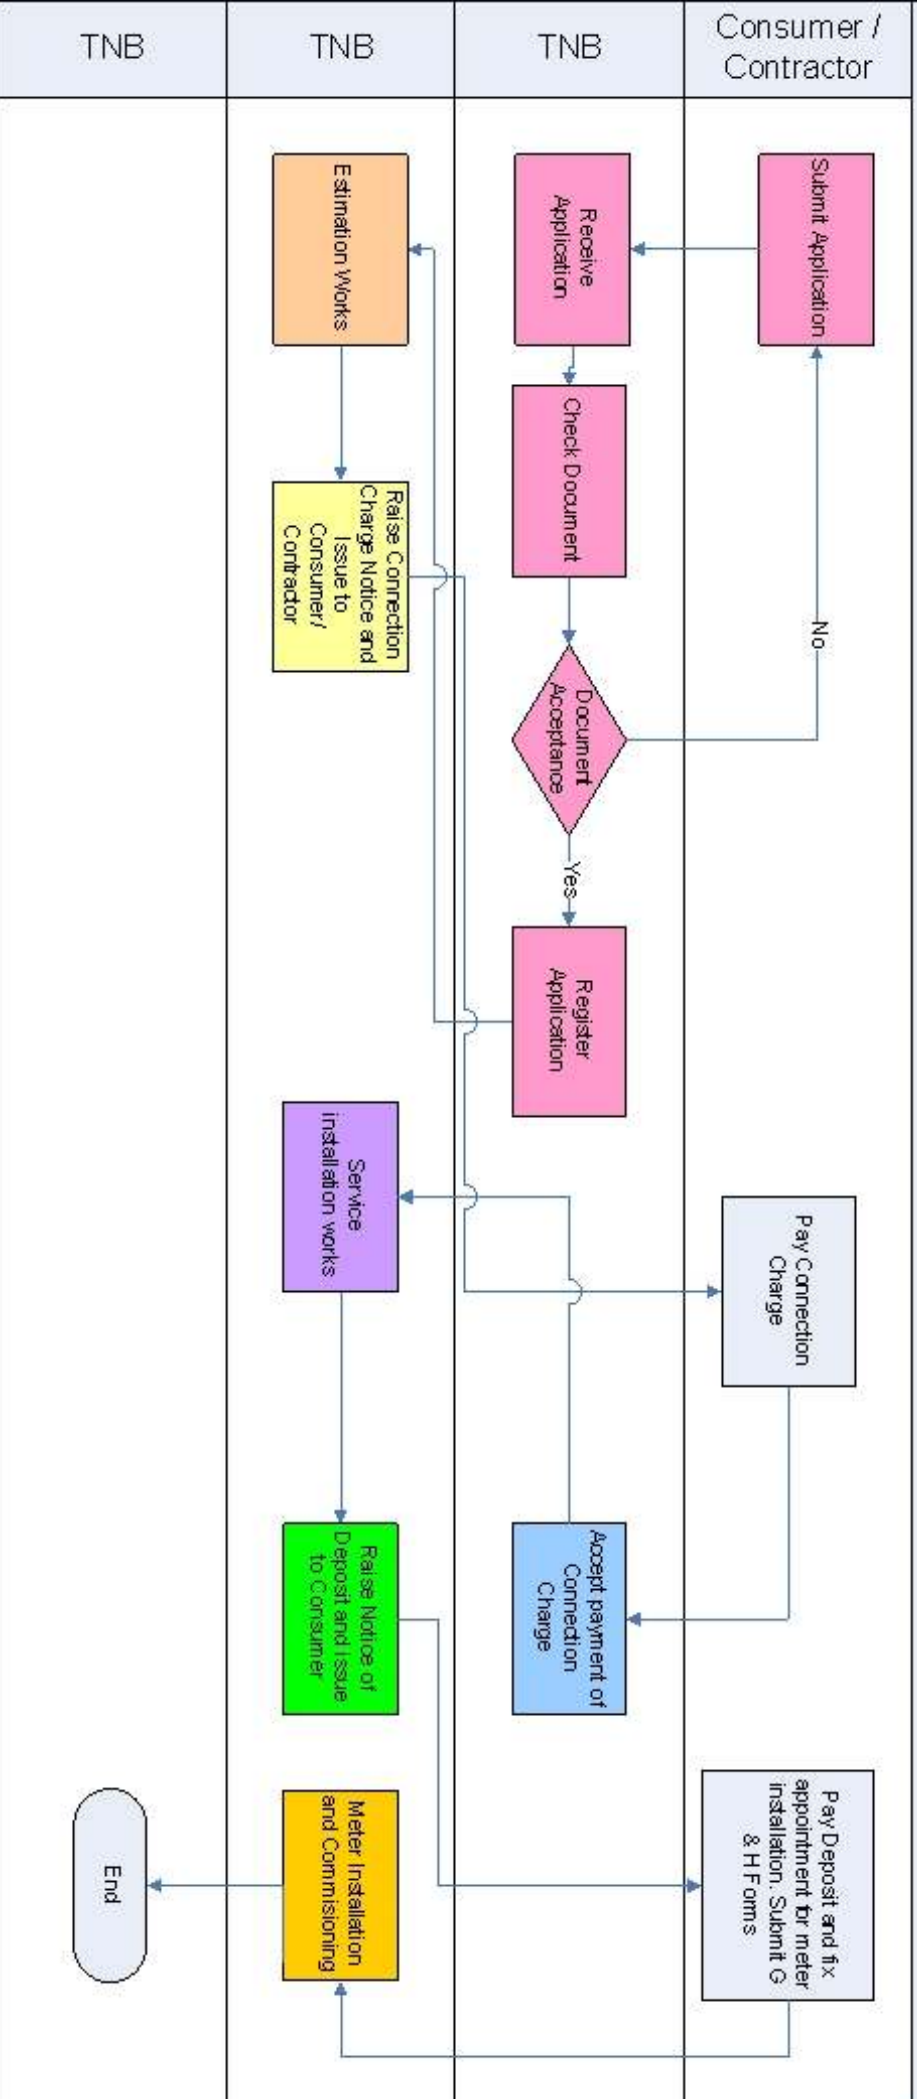 TNB
TNB
TNB
Consumer /
Contractor
Submit Application
Receive
Application
Check Document
Document
Acceptance
No
Yes
Register
Application
Estimation Works
Raise Connection
Charge Notice and
Issue to
Consumer/
Contractor
Pay Connection
Charge
Accept payment of
Connection
Charge
Service
installation works
Raise Notice of
Deposit and issue
to Consumer
Pay Deposit and fix
appointment for meter
installation. Submit G
& H Forms
Meter Installation
and Commisioning
End